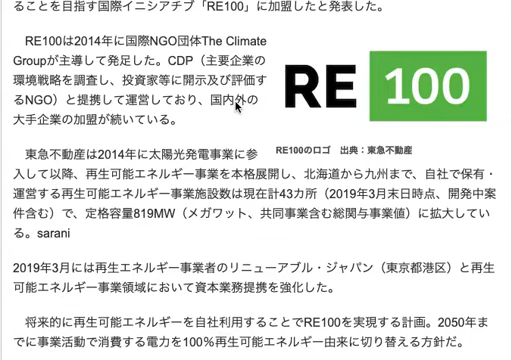 ることを目指す国際イニシアチブ「RE100」に加盟したと発表した。
RE100は2014年に国際NGO団体The Climate
Groupが主導して発足した。CDP（主要企業の
環境戦略を調査し、投資家等に開示及び評価す
るNGO）と提携して運営しており、国内外の
大手企業の加盟が続いている。
RE 100
RE100のロゴ　出典：東急不動産
東急不動産は2014年に太陽光発電事業に参
入して以降、再生可能エネルギー事業を本格展開し、北海道から九州まで、自社で保有・
運営する再生可能エネルギー事業施設数は現在計43カ所（2019年3月末日時点、開発中案
件含む）で、定格容量819MW（メガワット、共同事業含む総関与事業値）に拡大してい
る。sarani
2019年3月には再生エネルギー事業者のリニューアブル・ジャパン（東京都港区）と再生
可能エネルギー事業領域において資本業務提携を強化した。
将来的に再生可能エネルギーを自社利用することでRE100を実現する計画。2050年ま
でに事業活動で消費する電力を100％再生可能エネルギー由来に切り替える方針だ。